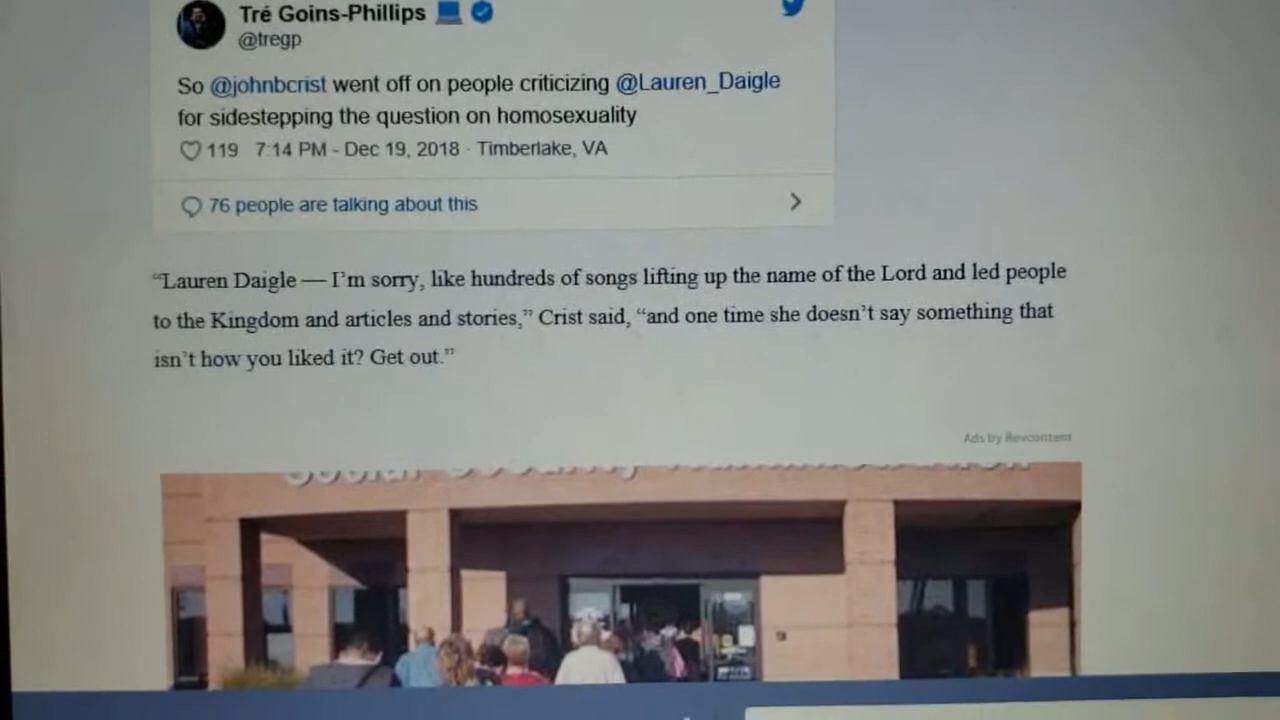 Tré Goins-Phillips
@tregp
So @johnbcrist went off on people criticizing @Lauren_Daigle
for sidestepping the question on homosexuality
119 7:14 PM - Dec 19, 2018 · Timberlake, VA
76 people are talking about this
“Lauren Daigle — I’m sorry, like hundreds of songs lifting up the name of the Lord and led people
to the Kingdom and articles and stories,” Crist said, “and one time she doesn’t say something that
isn’t how you liked it? Get out.”
Ads by Revcontent
Social Security Administration